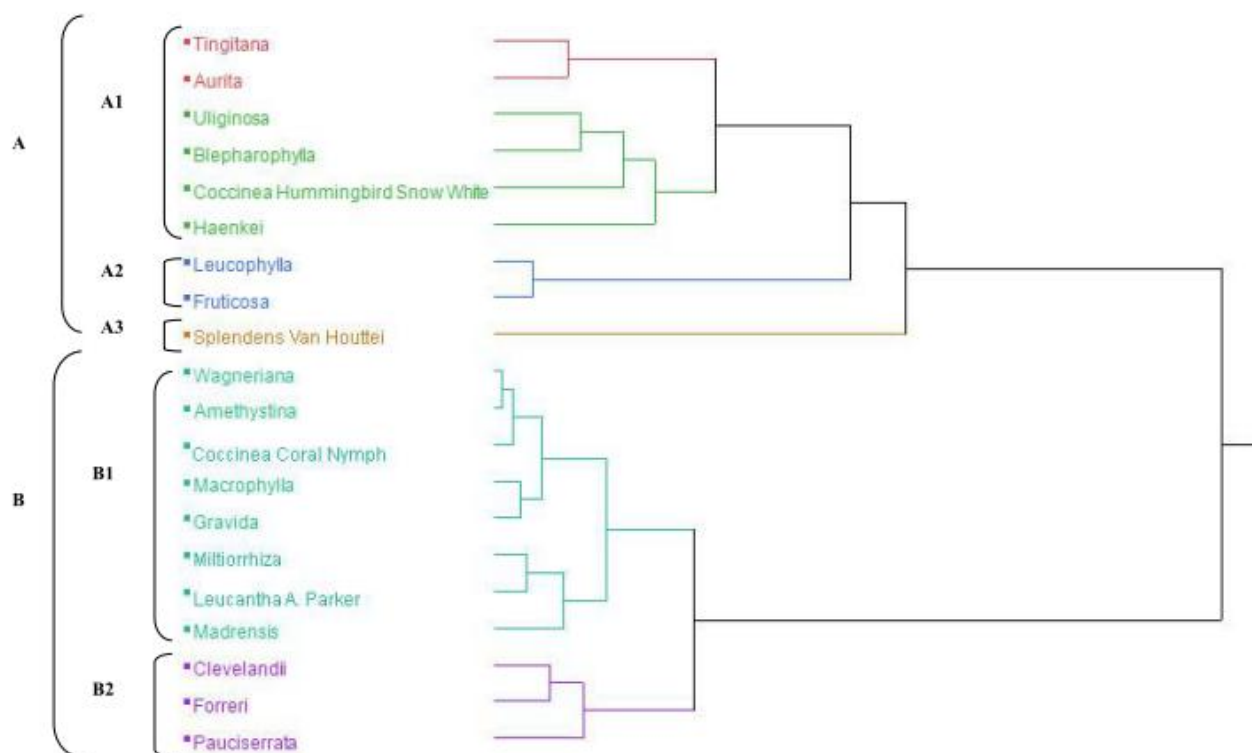 Tingitana
A1
Aurita
Uliginosa
A
Blepharophylla
Coccinea Hummingbird Snow White
Haenkei
A2
Leucophylla
Fruticosa
A3
Splendens Van Houttei
Wagneriana
Amethystina
Coccinea Coral Nymph
B1
Macrophylla
B
Gravida
Miltiorrhiza
Leucantha A. Parker
Madrensis
Clevelandii
B2
Forreri
Pauciserrata